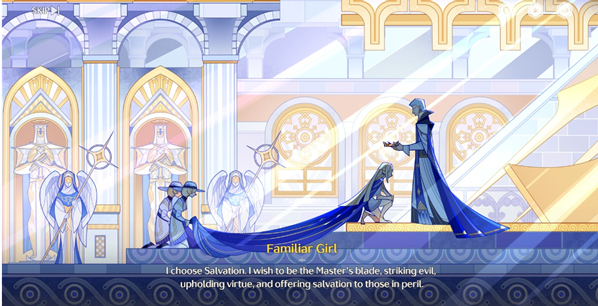 SKIP
Familiar Girl
I choose Salvation. I wish to be the Master's blade, striking evil,
upholding virtue, and offering salvation to those in peril.